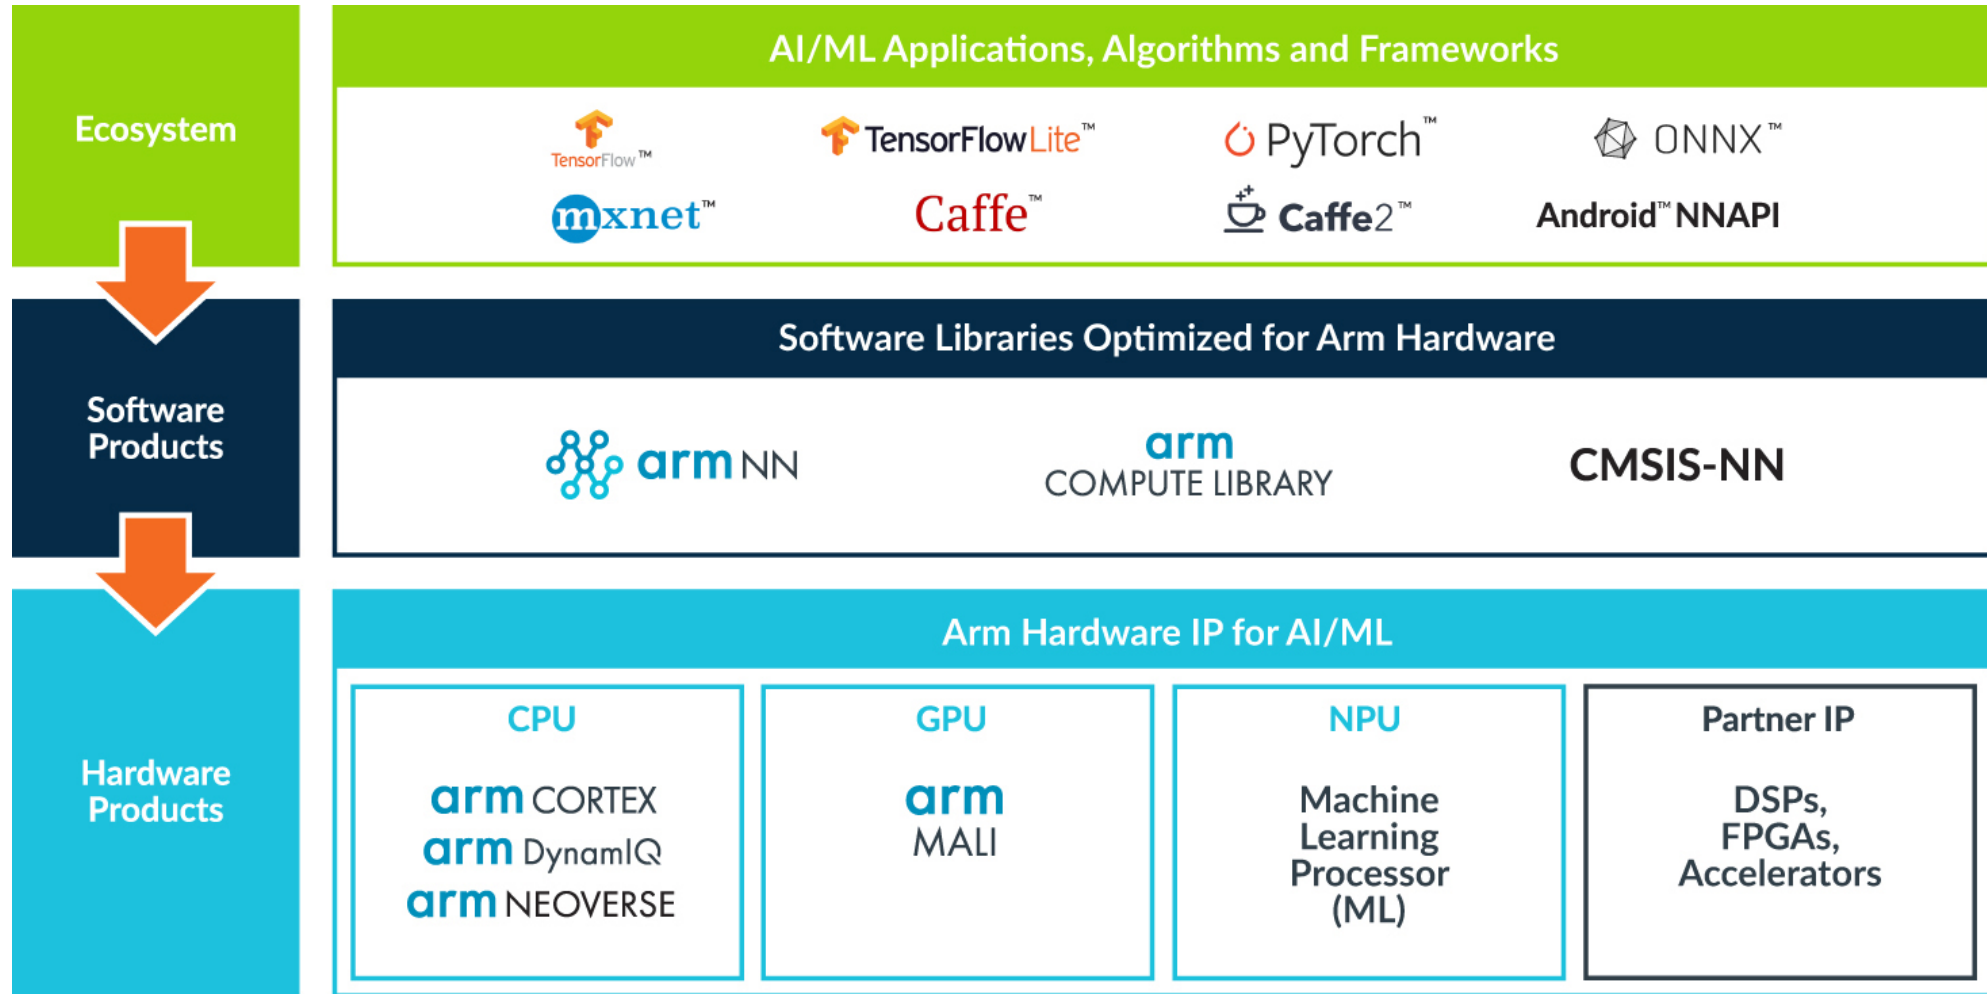 Ecosystem
AI/ML Applications, Algorithms and Frameworks
TensorFlow™
TensorFlow Lite™
PyTorch™
ONNX™
mxnet™
Caffe™
Caffe2™
Android™ NNAPI
Software
Products
Software Libraries Optimized for Arm Hardware
arm NN
arm
COMPUTE LIBRARY
CMSIS-NN
Hardware
Products
Arm Hardware IP for AI/ML
CPU
arm CORTEX
arm DynamIQ
arm NEOVERSE
GPU
arm
MALI
NPU
Machine
Learning
Processor
(ML)
Partner IP
DSPs,
FPGAs,
Accelerators